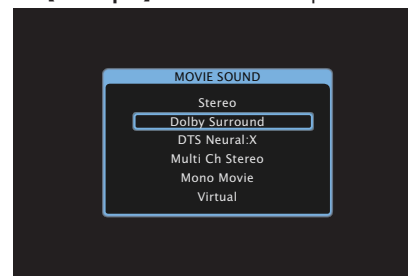 MOVIE SOUND
Stereo
Dolby Surround
DTS Neural:X
Multi Ch Stereo
Mono Movie
Virtual